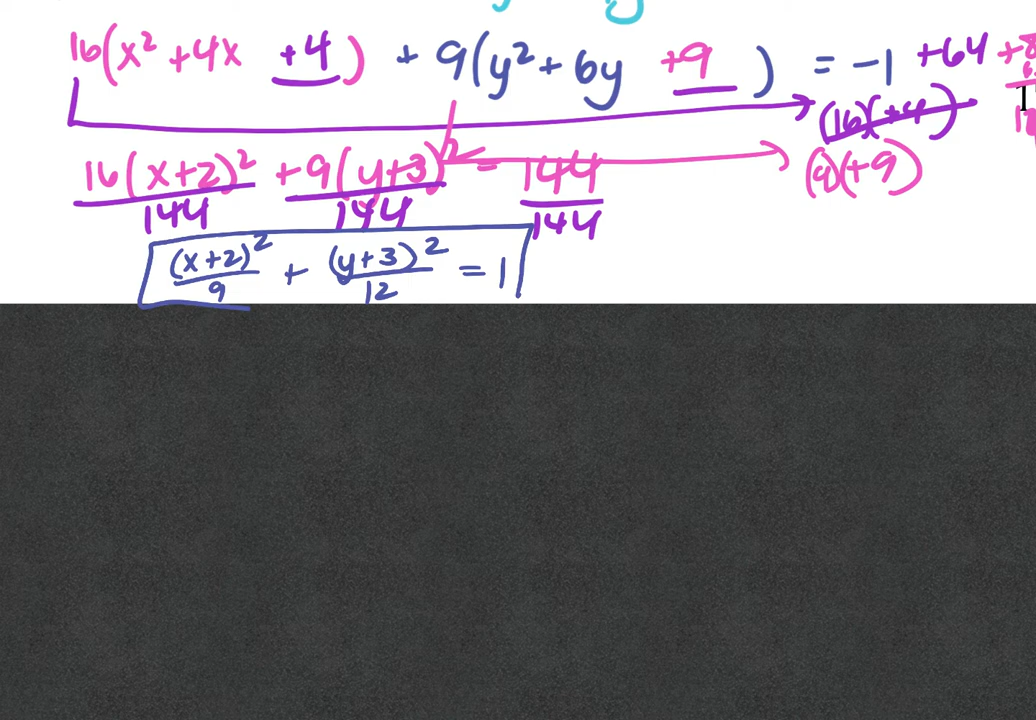 16(x² + 4x +4) + 9(y² + 6y +9) = -1 +64
(16)(+4)
16(x+2)²/144 + 9(y+3)²/144 = 144/144
(9)(+9)
(x+2)²/9 + (y+3)²/12 = 1